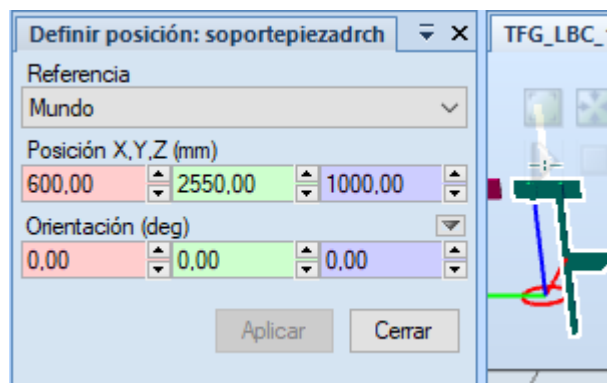 Definir posición: soportepiezadrch
TFG_LBC_
Referencia
Mundo
Posición X,Y,Z (mm)
600,00 2550,00 1000,00
Orientación (deg)
0,00 0,00 0,00
Aplicar Cerrar